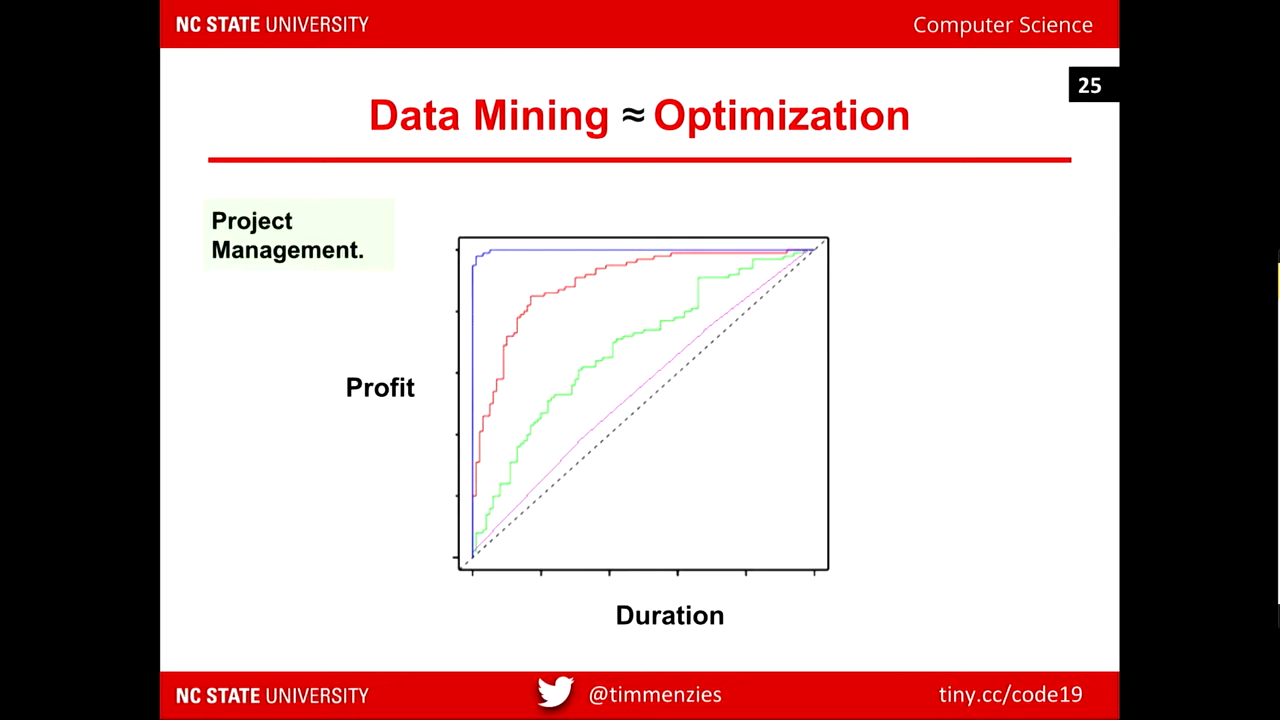 NC STATE UNIVERSITY
Computer Science
25
Data Mining ≈ Optimization
Project
Management.
Profit
Duration
NC STATE UNIVERSITY
@timmenzies
tiny.cc/code19